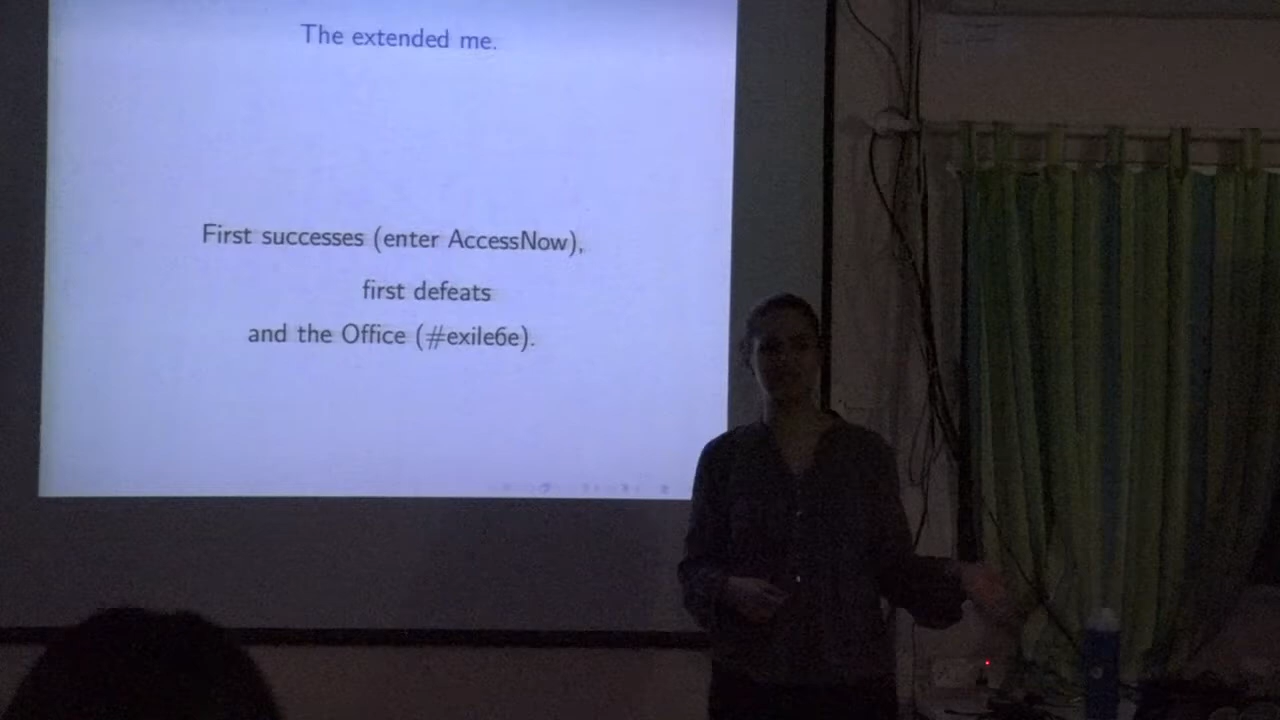 The extended me.
First successes (enter AccessNow),
first defeats
and the Office (#exile6e).